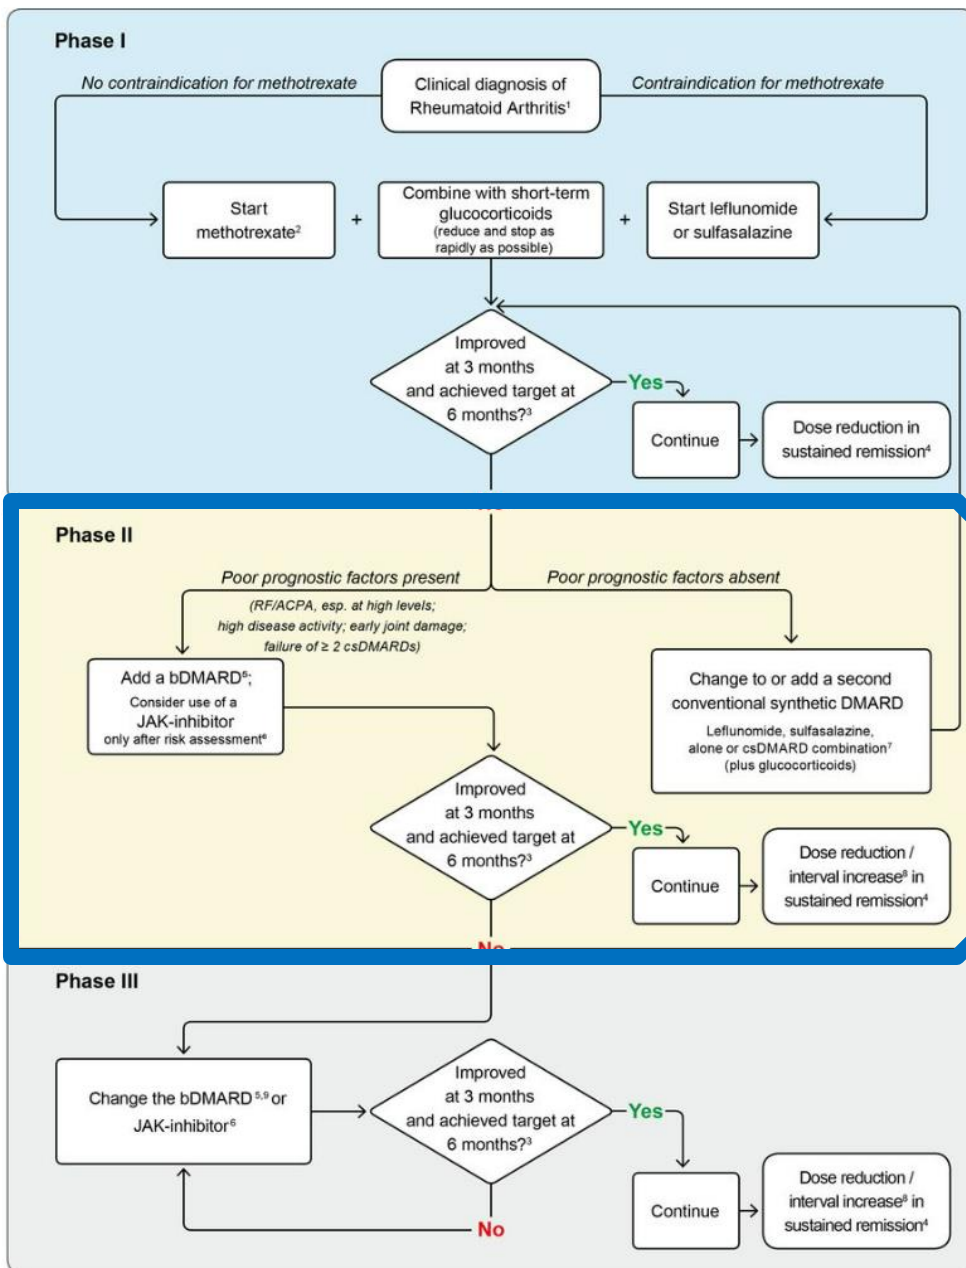 Phase I
No contraindication for methotrexate
Clinical diagnosis of
Rheumatoid Arthritis¹
Contraindication for methotrexate
Start
methotrexate²
+
Combine with short-term
glucocorticoids
(reduce and stop as
rapidly as possible)
+
Start leflunomide
or sulfasalazine
Improved
at 3 months
and achieved target at
6 months?³
Yes
Continue
Dose reduction in
sustained remission⁴
Phase II
Poor prognostic factors present
(RF/ACPA, esp. at high levels;
high disease activity; early joint damage;
failure of ≥ 2 csDMARDs)
Poor prognostic factors absent
Add a bDMARD⁵;
Consider use of a
JAK-inhibitor
only after risk assessment⁶
Change to or add a second
conventional synthetic DMARD
Leflunomide, sulfasalazine,
alone or csDMARD combination⁷
(plus glucocorticoids)
Improved
at 3 months
and achieved target at
6 months?³
Yes
Continue
Dose reduction /
interval increase⁸ in
sustained remission⁴
No
Phase III
Change the bDMARD ⁵,⁹ or
JAK-inhibitor⁶
Improved
at 3 months
and achieved target at
6 months?³
Yes
Continue
Dose reduction /
interval increase⁸ in
sustained remission⁴
No